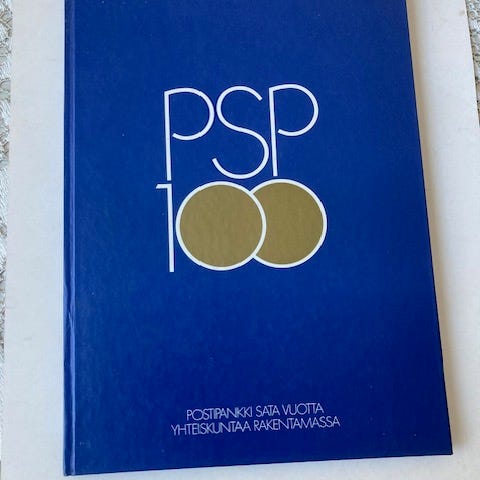 PSP
100
POSTIPANKKI SATA VUOTTA
YHTEISKUNTAA RAKENTAMASSA